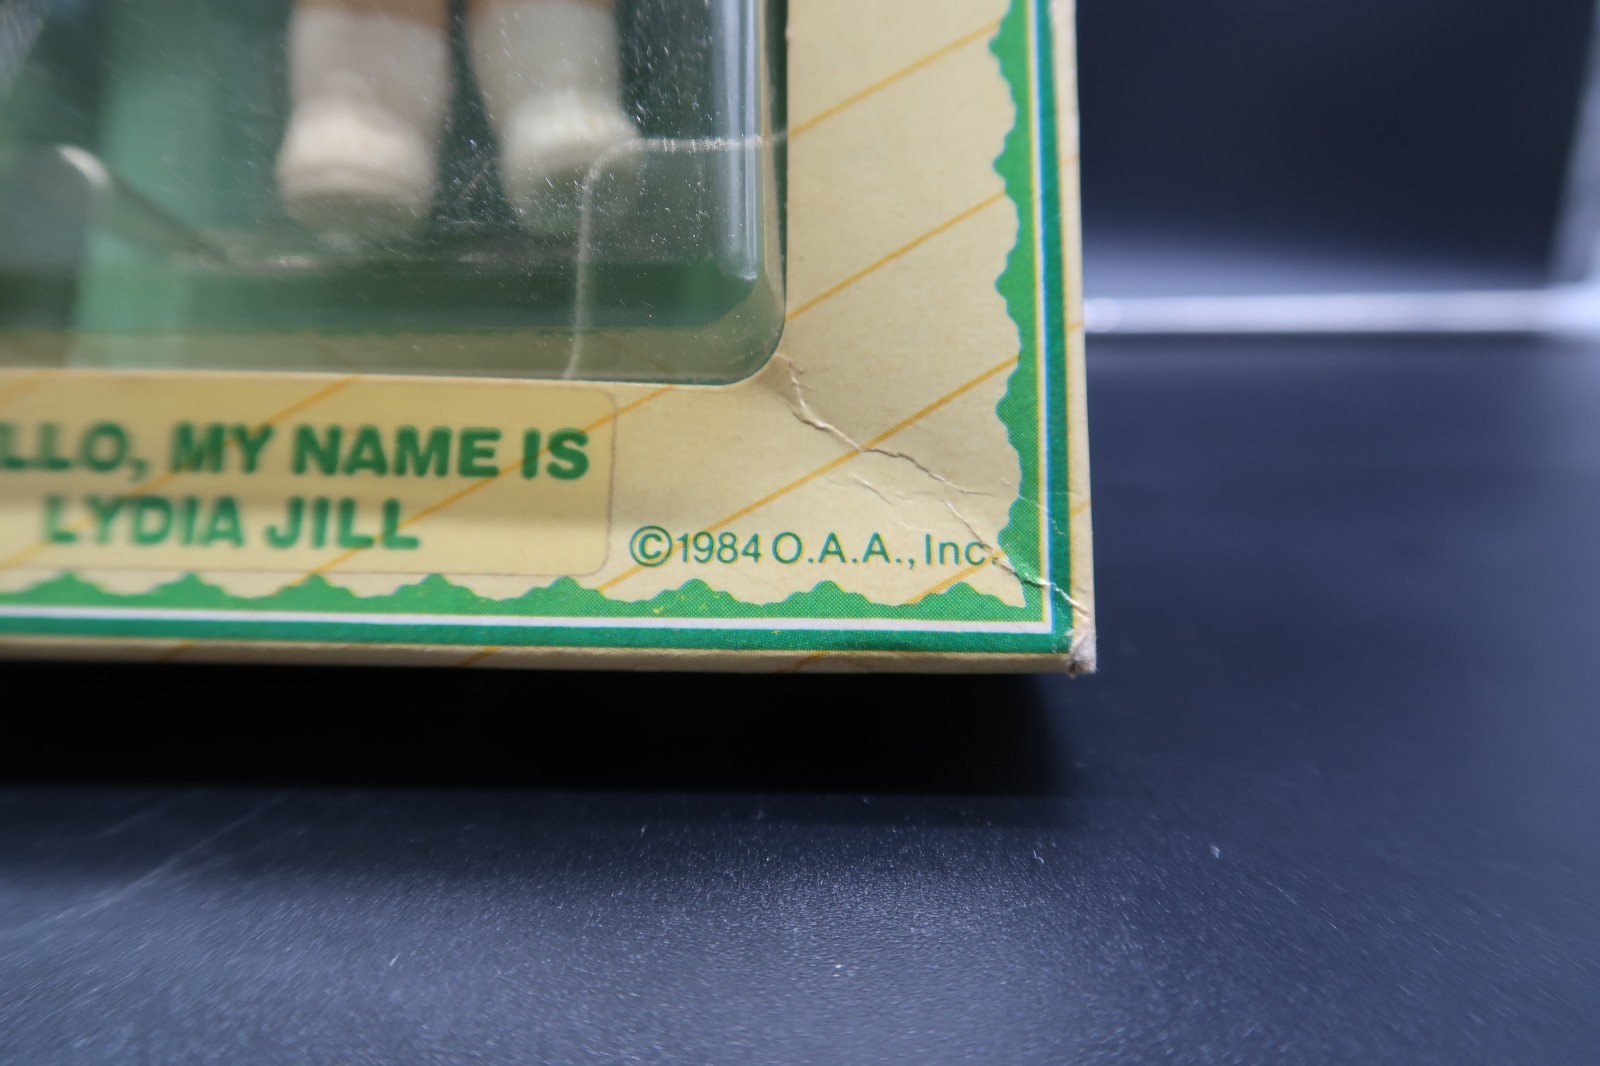 LLO, MY NAME IS
LYDIA JILL
©1984 O.A.A., Inc.